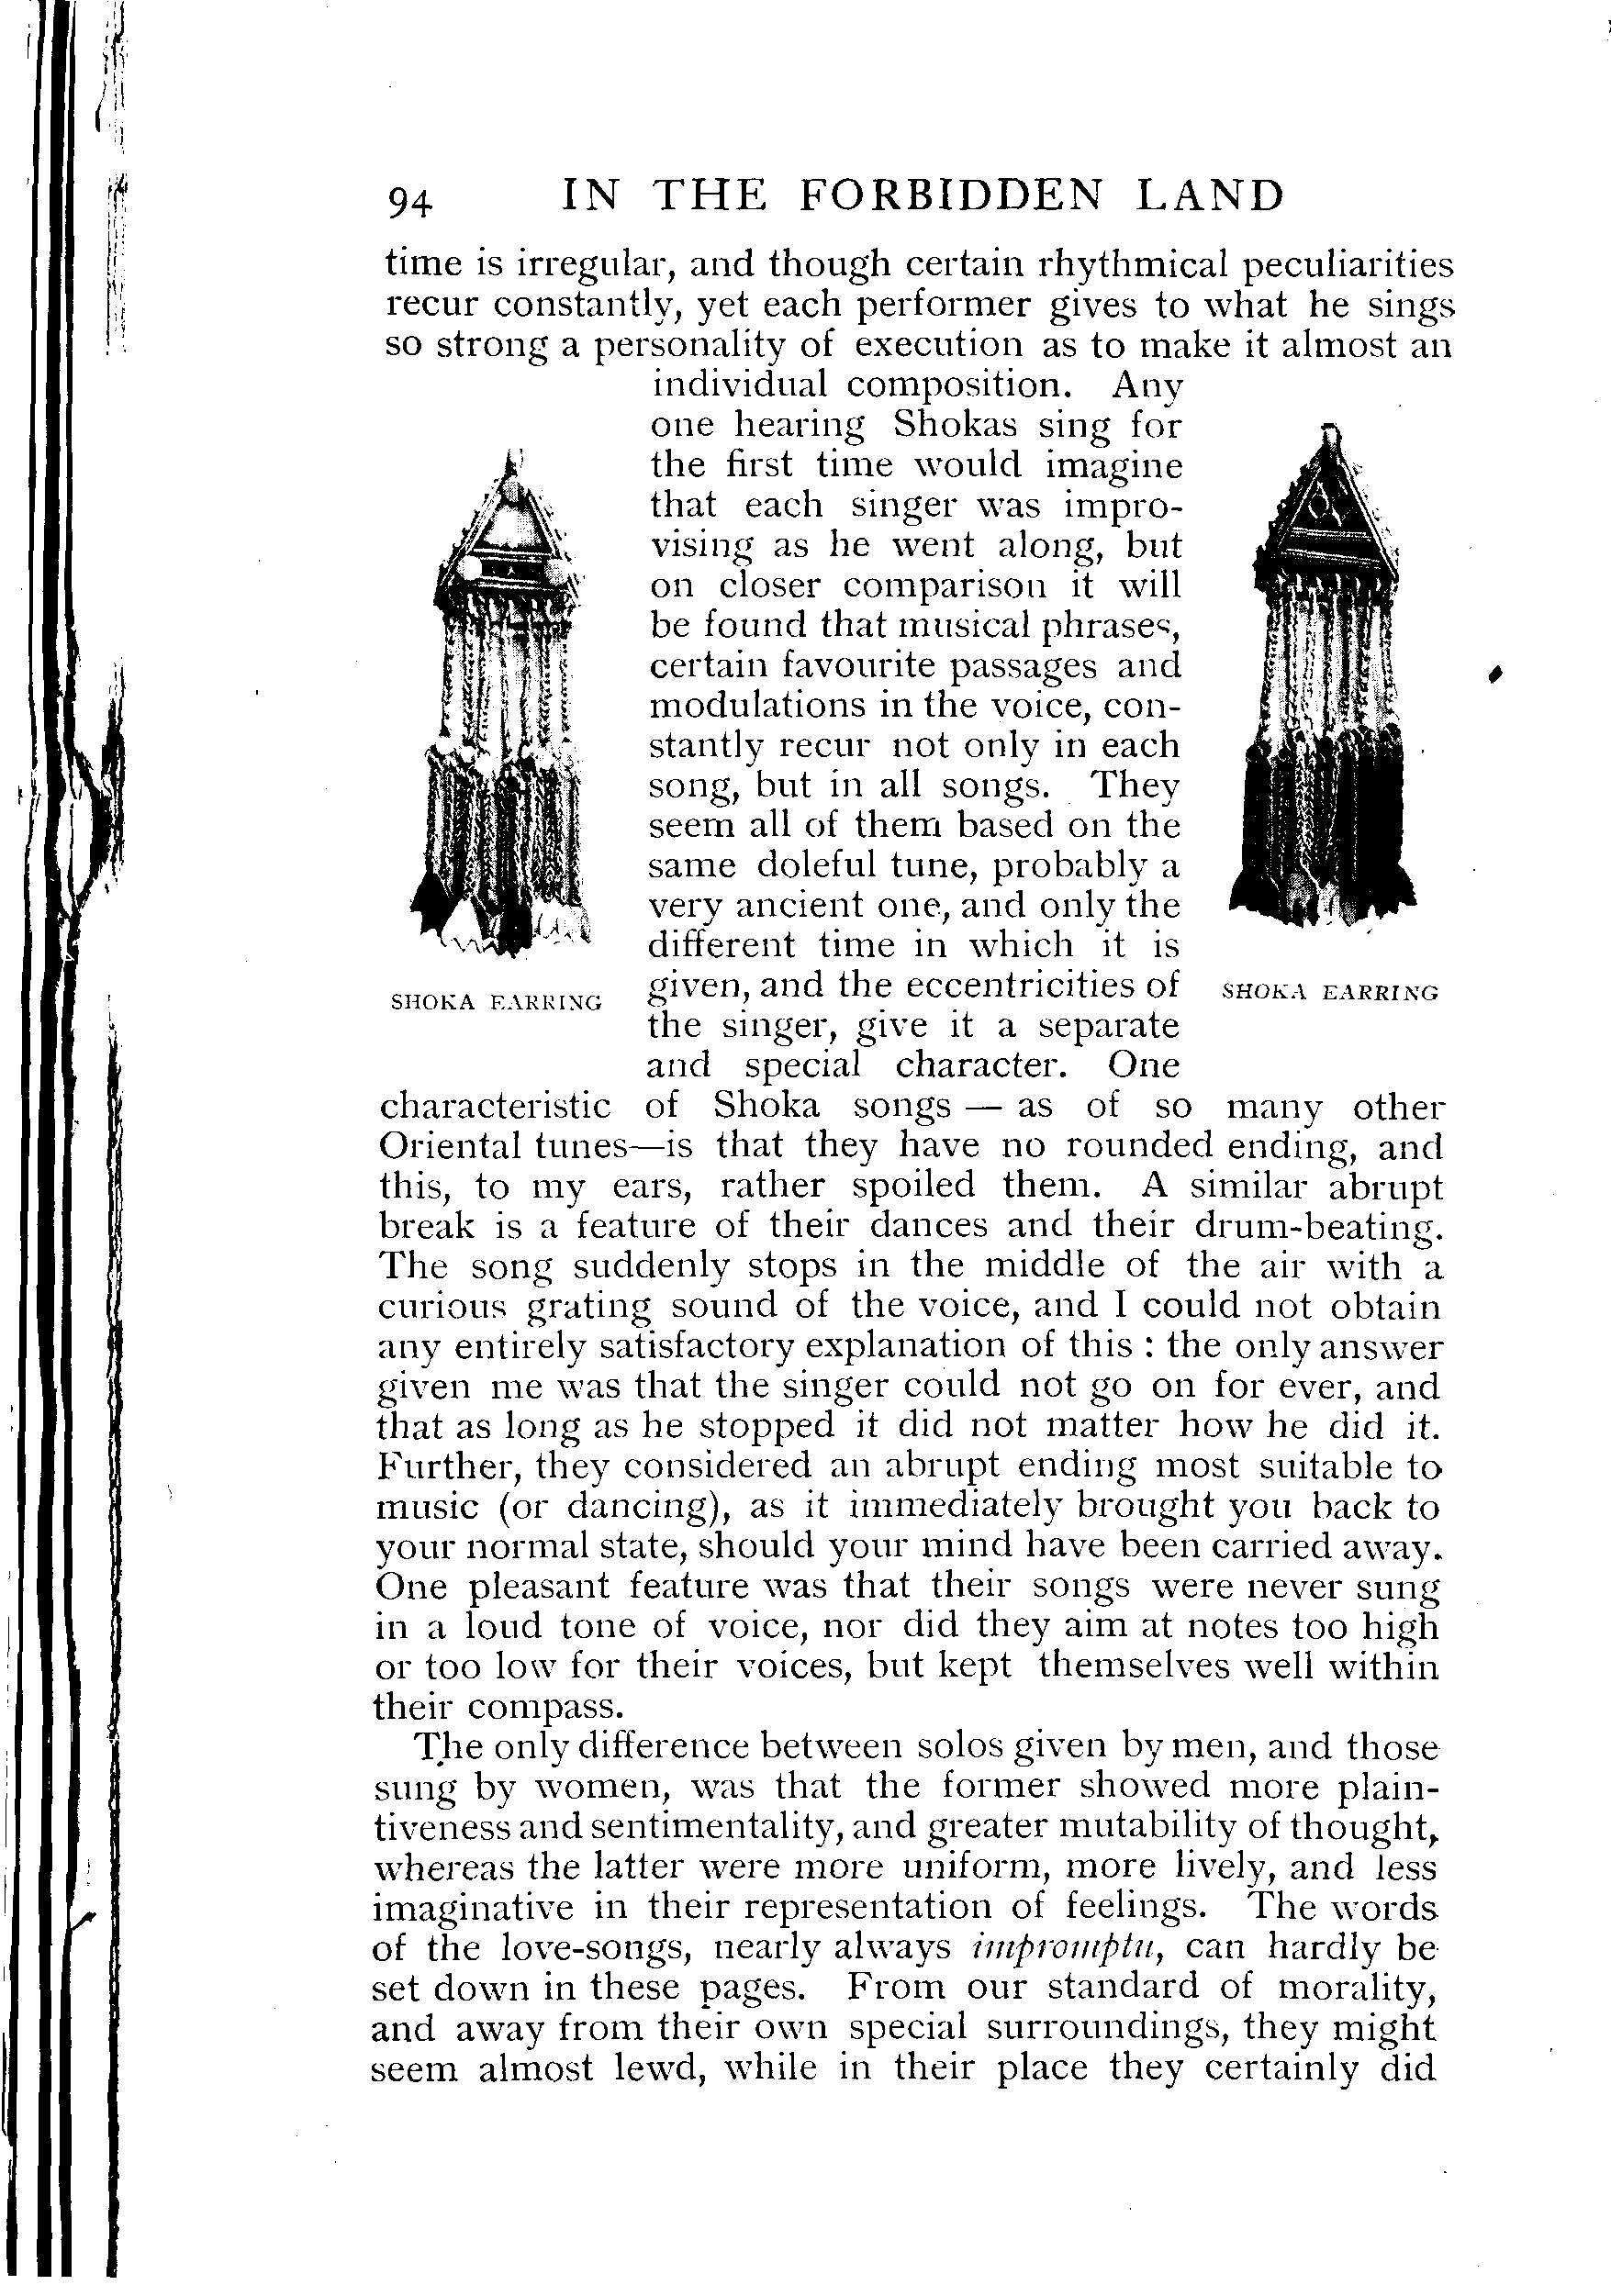 94 IN THE FORBIDDEN LAND
time is irregular, and though certain rhythmical peculiarities
recur constantly, yet each performer gives to what he sings
so strong a personality of execution as to make it almost an
individual composition. Any
one hearing Shokas sing for
the first time would imagine
that each singer was impro-
vising as he went along, but
on closer comparison it will
be found that musical phrases,
certain favourite passages and
modulations in the voice, con-
stantly recur not only in each
song, but in all songs. They
seem all of them based on the
same doleful tune, probably a
very ancient one, and only the
different time in which it is
given, and the eccentricities of
the singer, give it a separate
and special character. One
SHOKA EARRING
SHOKA EARRING
characteristic of Shoka songs — as of so many other
Oriental tunes—is that they have no rounded ending, and
this, to my ears, rather spoiled them. A similar abrupt
break is a feature of their dances and their drum-beating.
The song suddenly stops in the middle of the air with a
curious grating sound of the voice, and I could not obtain
any entirely satisfactory explanation of this : the only answer
given me was that the singer could not go on for ever, and
that as long as he stopped it did not matter how he did it.
Further, they considered an abrupt ending most suitable to
music (or dancing), as it immediately brought you back to
your normal state, should your mind have been carried away.
One pleasant feature was that their songs were never sung
in a loud tone of voice, nor did they aim at notes too high
or too low for their voices, but kept themselves well within
their compass.
The only difference between solos given by men, and those
sung by women, was that the former showed more plain-
tiveness and sentimentality, and greater mutability of thought,
whereas the latter were more uniform, more lively, and less
imaginative in their representation of feelings. The words
of the love-songs, nearly always impromptu, can hardly be
set down in these pages. From our standard of morality,
and away from their own special surroundings, they might
seem almost lewd, while in their place they certainly did